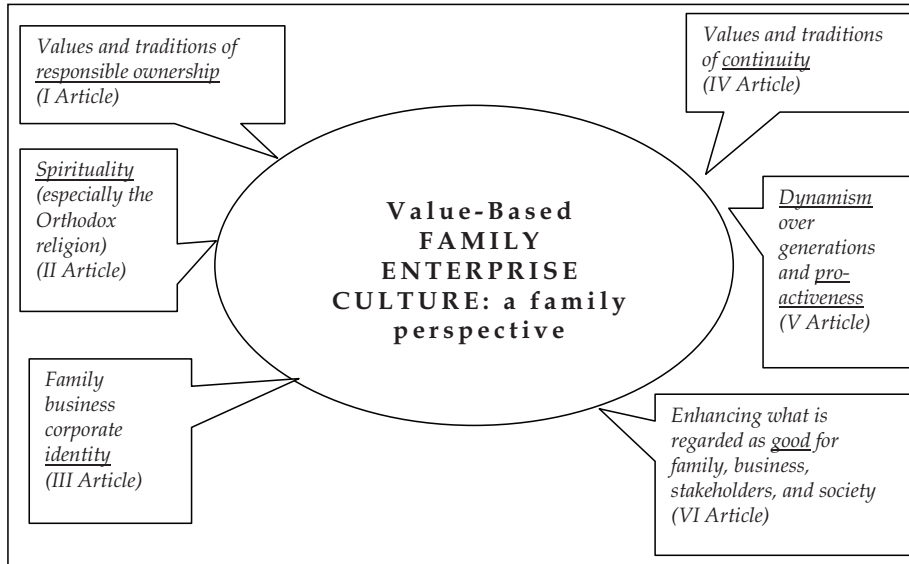 Values and traditions of
responsible ownership
(I Article)
Spirituality
(especially the
Orthodox
religion)
(II Article)
Family
business
corporate
identity
(III Article)
Value-Based
FAMILY
ENTERPRISE
CULTURE: a family
perspective
Values and traditions
of continuity
(IV Article)
Dynamism
over
generations
and pro-
activeness
(V Article)
Enhancing what is
regarded as good for
family, business,
stakeholders, and society
(VI Article)